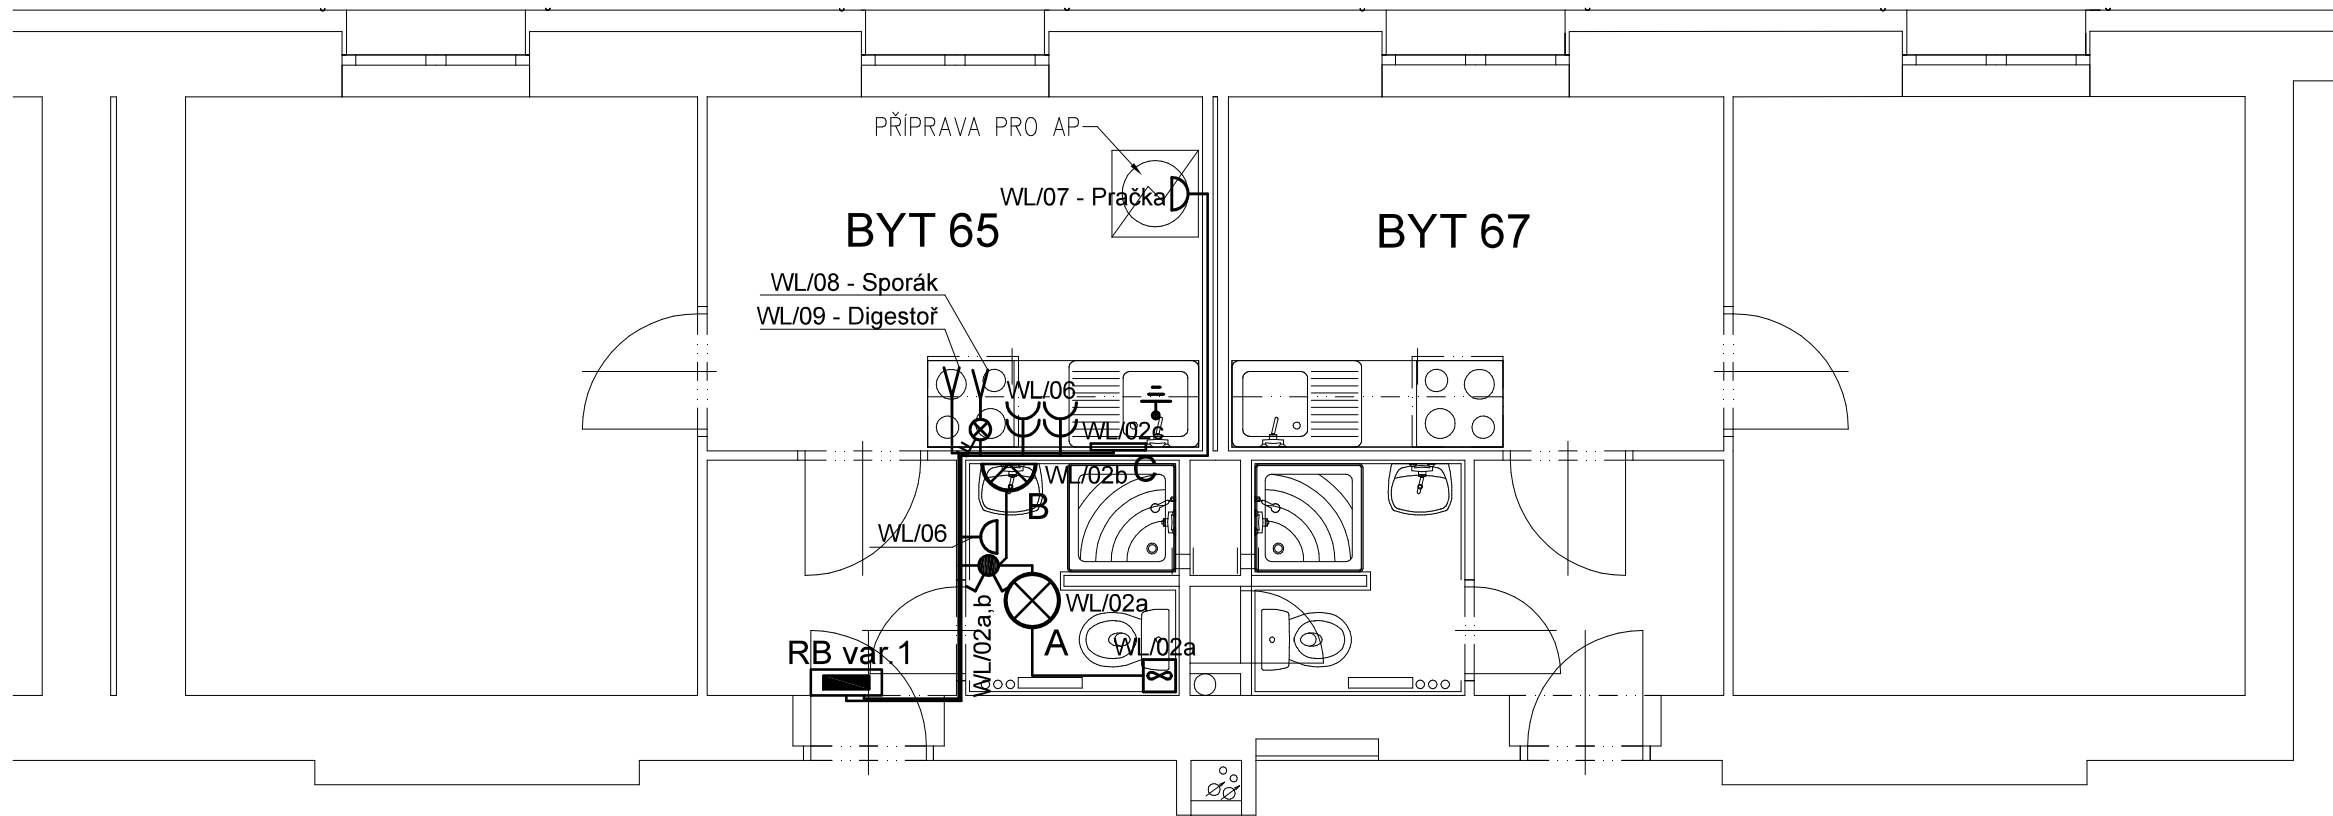 PŘÍPRAVA PRO AP
WL/07 - Pračka
BYT 65
BYT 67
WL/08 - Sporák
WL/09 - Digestoř
WL/06
WL/02c
WL/02b
C
B
WL/06
WL/02a,b
WL/02a
A
WL/02a
RB var.1